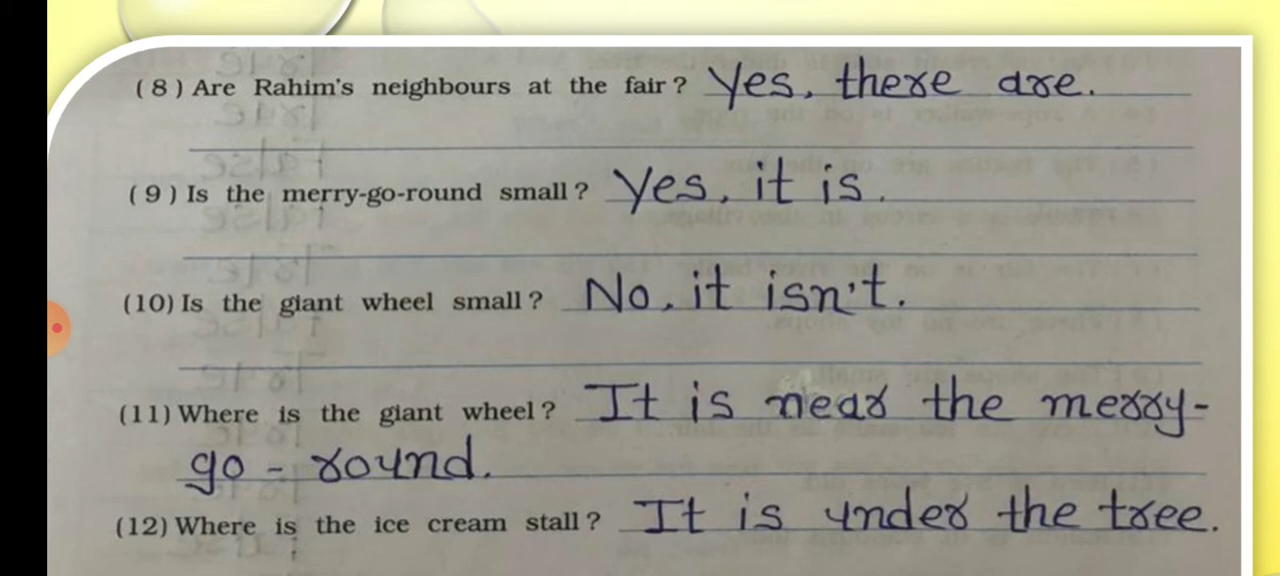 (8) Are Rahim's neighbours at the fair? Yes, there are.
(9) Is the merry-go-round small? Yes, it is.
(10) Is the giant wheel small? No, it isn't.
(11) Where is the giant wheel? It is near the merry-
go - round.
(12) Where is the ice cream stall? It is under the tree.